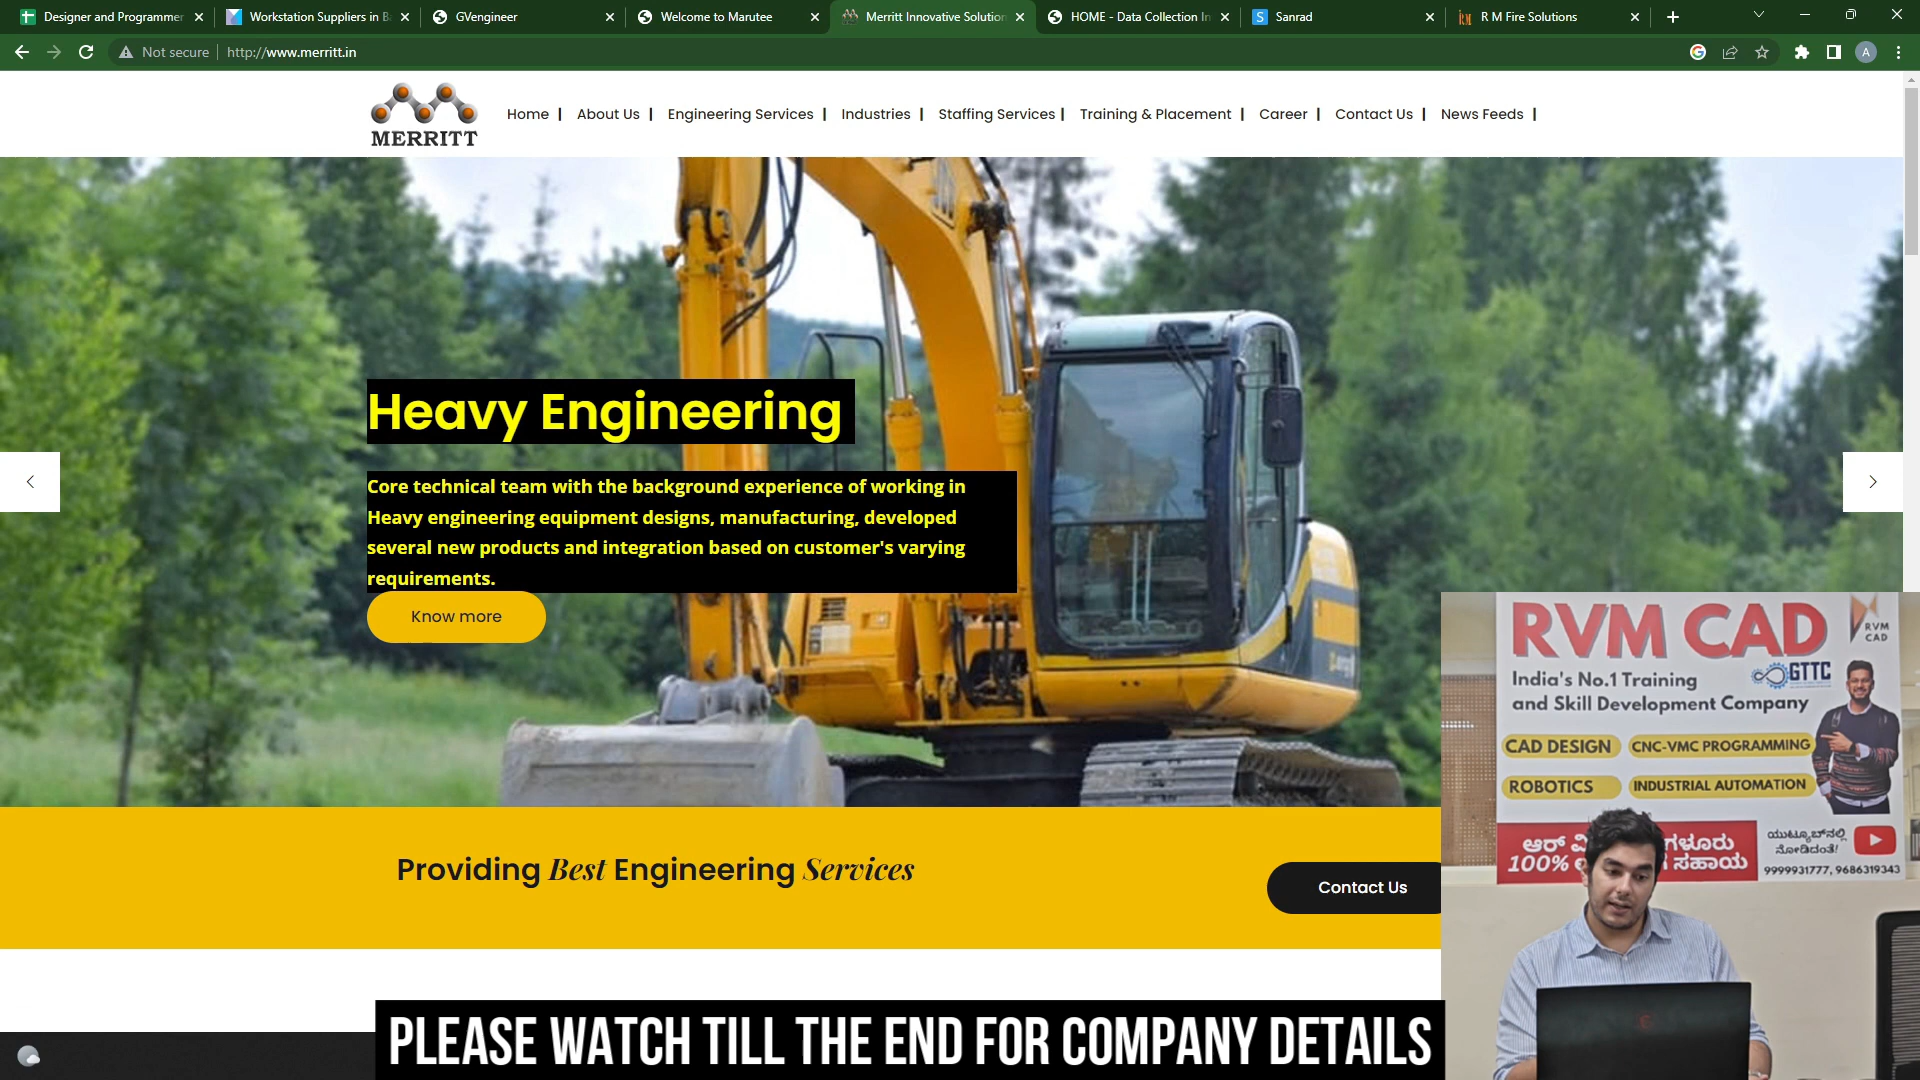 Designer and Programmer
Workstation Suppliers in B
GVengineer
Welcome to Marutee
Merritt Innovative Solution
HOME - Data Collection In
Sanrad
R M Fire Solutions
Not secure
http://www.merritt.in
A
MERRITT
Home |
About Us |
Engineering Services |
Industries |
Staffing Services |
Training & Placement |
Career |
Contact Us |
News Feeds |
Heavy Engineering
Core technical team with the background experience of working in
Heavy engineering equipment designs, manufacturing, developed
several new products and integration based on customer's varying
requirements.
Know more
Providing Best Engineering Services
Contact Us
RVM CAD
RVM
CAD
India's No.1 Training
GTTC
and Skill Development Company
CAD DESIGN
CNC-VMC PROGRAMMING
ROBOTICS
INDUSTRIAL AUTOMATION
ಆರ್ ವಿ
100%
ಸಹಾಯ
ಯುಟ್ಯೂಬ್‌ನಲ್ಲಿ
ನೋಡಿದಂತೆ!
9999931777, 9686319343
PLEASE WATCH TILL THE END FOR COMPANY DETAILS